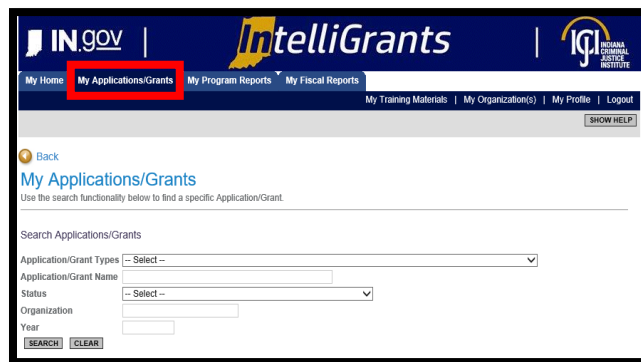 IN.gov | IntelliGrants | ICJI INDIANA CRIMINAL JUSTICE INSTITUTE
My Home My Applications/Grants My Program Reports My Fiscal Reports
My Training Materials | My Organization(s) | My Profile | Logout
SHOW HELP
Back
My Applications/Grants
Use the search functionality below to find a specific Application/Grant.
Search Applications/Grants
Application/Grant Types -- Select --
Application/Grant Name
Status -- Select --
Organization
Year
SEARCH CLEAR